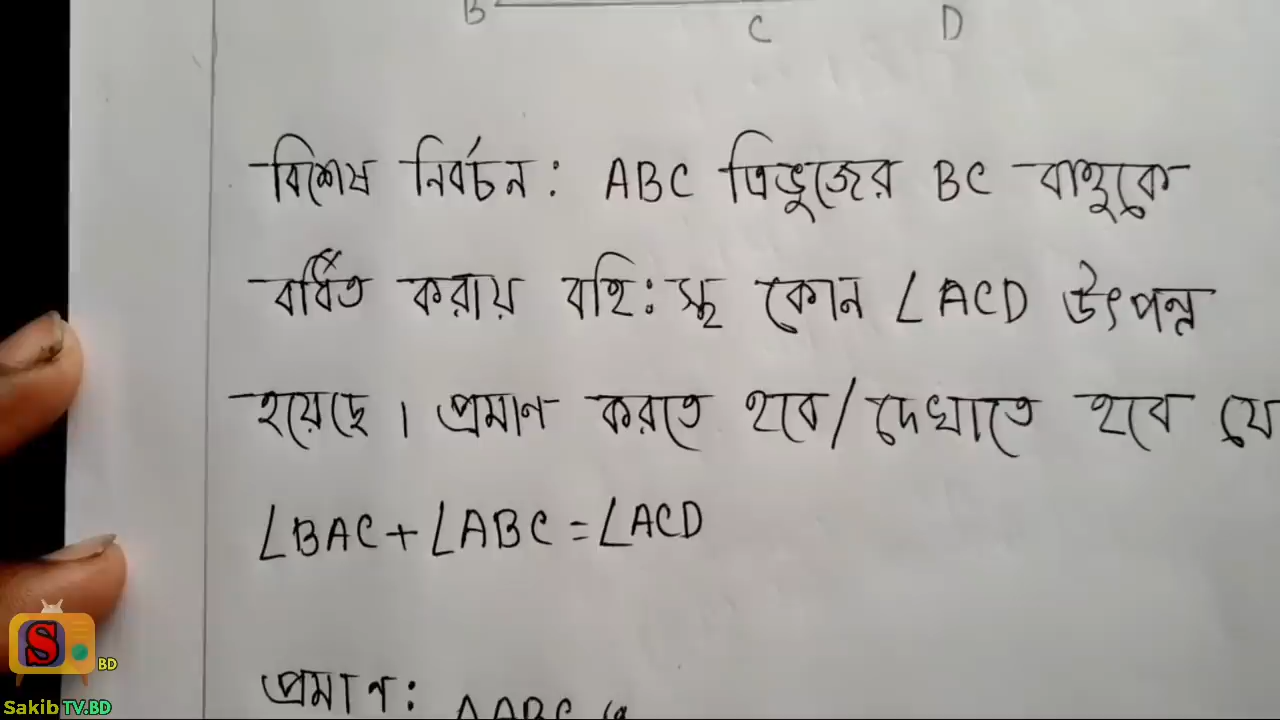 B
C D
বিশেষ নির্বচন: ABC ত্রিভুজের BC বাহুকে
বর্ধিত করায় বহি:স্থ কোন ∠ACD উৎপন্ন
হয়েছে । প্রমাণ করতে হবে/দেখাতে হবে যে
∠BAC+∠ABC=∠ACD
প্রমাণ: ΔABC এ
S
BD
Sakib TV.BD